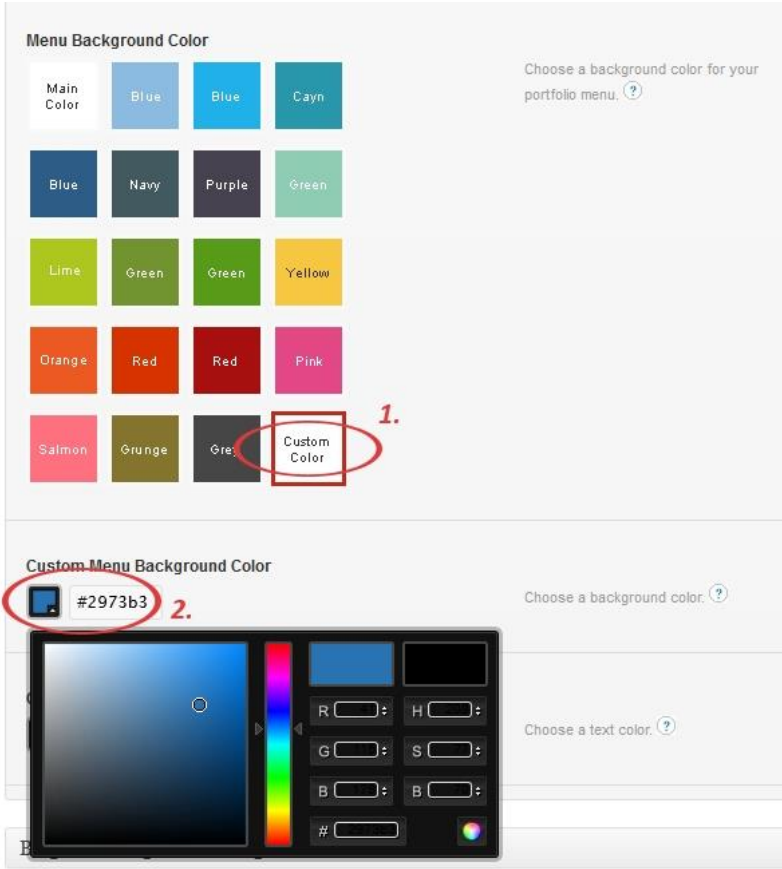 Menu Background Color
Main
Color
Blue
Blue
Cayn
Choose a background color for your
portfolio menu. ?
Blue
Navy
Purple
Green
Lime
Green
Green
Yellow
Orange
Red
Red
Pink
1.
Salmon
Grunge
Grey
Custom
Color
Custom Menu Background Color
#2973b3
2.
Choose a background color. ?
R
H
G
S
B
B
#
Choose a text color. ?